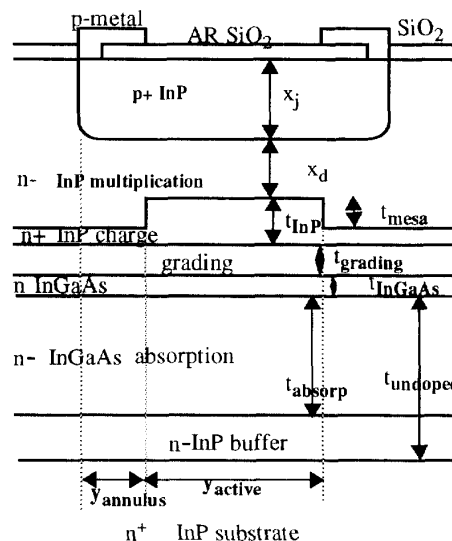 p-metal
SiO2
AR SiO2
p+ InP
xj
n- InP multiplication
xd
tInP
tmesa
n+ InP charge
grading
tgrading
n InGaAs
tInGaAs
n- InGaAs absorption
tabsorp
tundoped
n-InP buffer
yannulus
yactive
n+ InP substrate